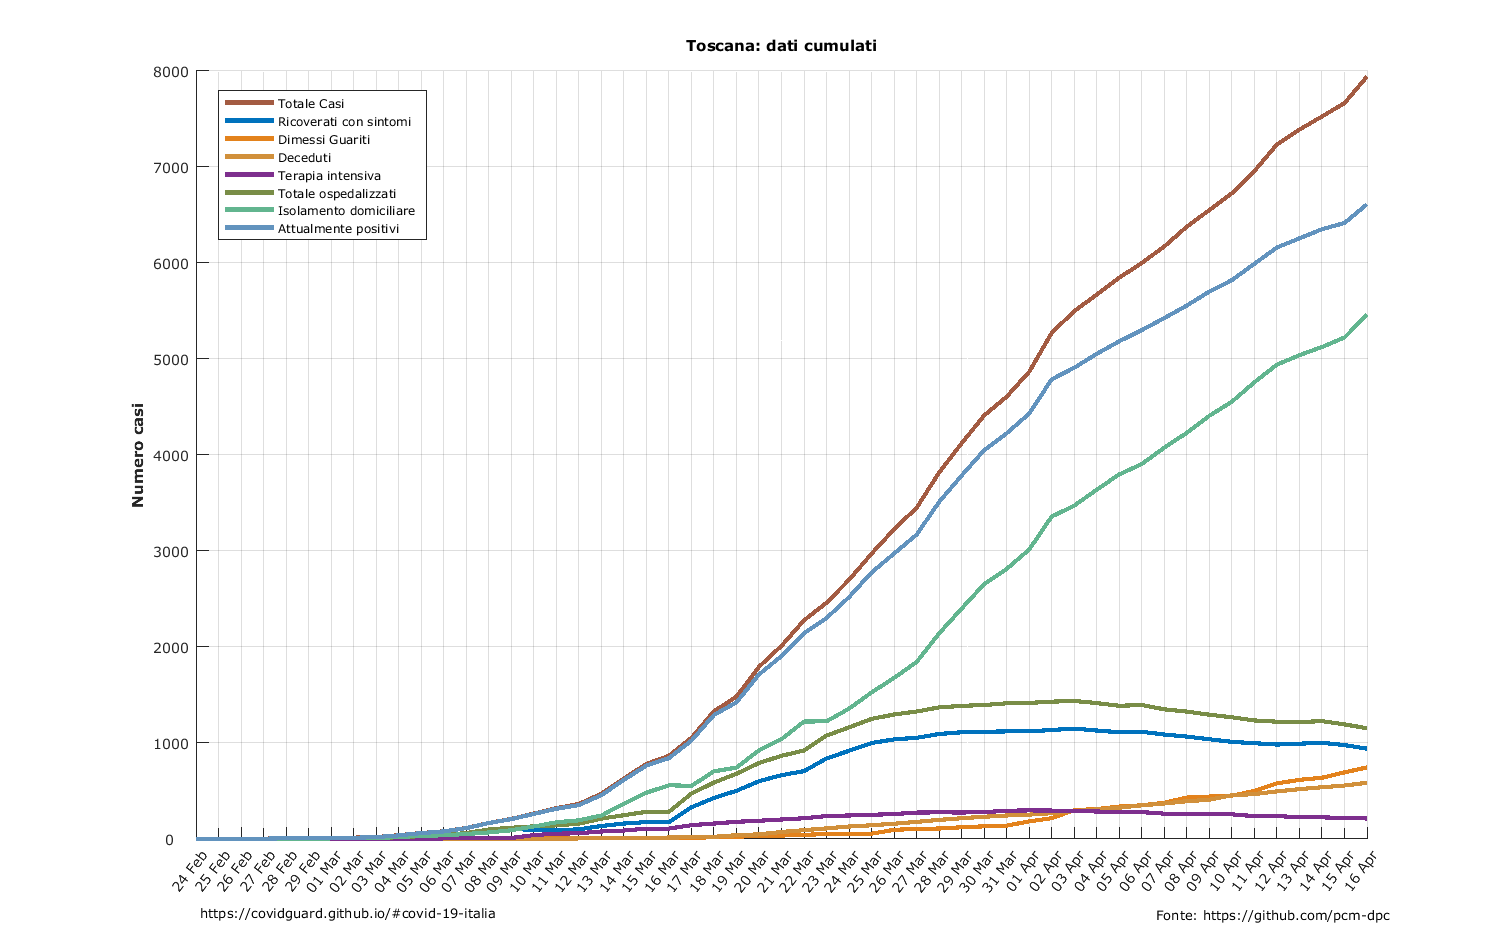 Toscana: dati cumulati
8000
7000
6000
5000
4000
3000
2000
1000
0
Numero casi
Totale Casi
Ricoverati con sintomi
Dimessi Guariti
Deceduti
Terapia intensiva
Totale ospedalizzati
Isolamento domiciliare
Attualmente positivi
24 Feb
25 Feb
26 Feb
27 Feb
28 Feb
29 Feb
01 Mar
02 Mar
03 Mar
04 Mar
05 Mar
06 Mar
07 Mar
08 Mar
09 Mar
10 Mar
11 Mar
12 Mar
13 Mar
14 Mar
15 Mar
16 Mar
17 Mar
18 Mar
19 Mar
20 Mar
21 Mar
22 Mar
23 Mar
24 Mar
25 Mar
26 Mar
27 Mar
28 Mar
29 Mar
30 Mar
31 Mar
01 Apr
02 Apr
03 Apr
04 Apr
05 Apr
06 Apr
07 Apr
08 Apr
09 Apr
10 Apr
11 Apr
12 Apr
13 Apr
14 Apr
15 Apr
16 Apr
https://covidguard.github.io/#covid-19-italia
Fonte: https://github.com/pcm-dpc